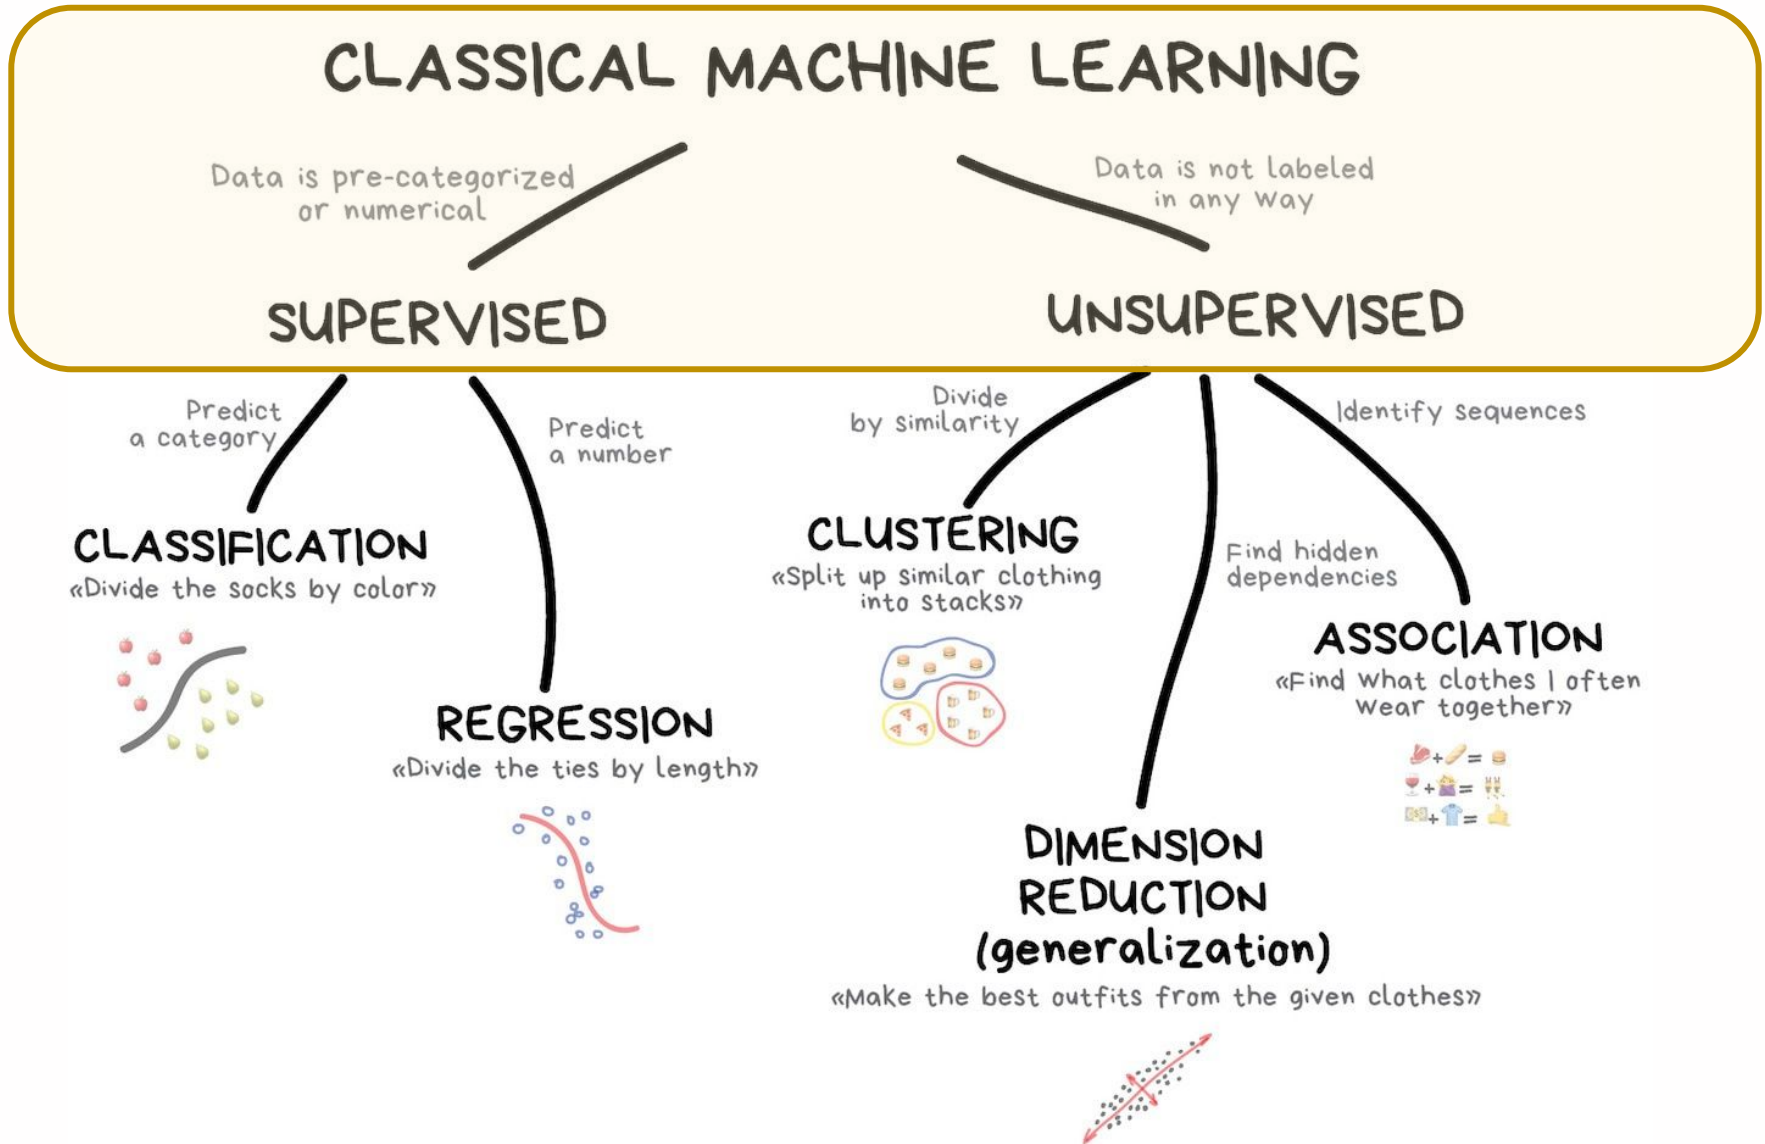 CLASSICAL MACHINE LEARNING
Data is pre-categorized
or numerical
Data is not labeled
in any way
SUPERVISED
UNSUPERVISED
Predict
a category
Predict
a number
Divide
by similarity
Identify sequences
CLASSIFICATION
«Divide the socks by color»
CLUSTERING
«Split up similar clothing
into stacks»
Find hidden
dependencies
ASSOCIATION
«Find what clothes I often
wear together»
REGRESSION
«Divide the ties by length»
+ =
+ =
+ =
DIMENSION
REDUCTION
(generalization)
«Make the best outfits from the given clothes»